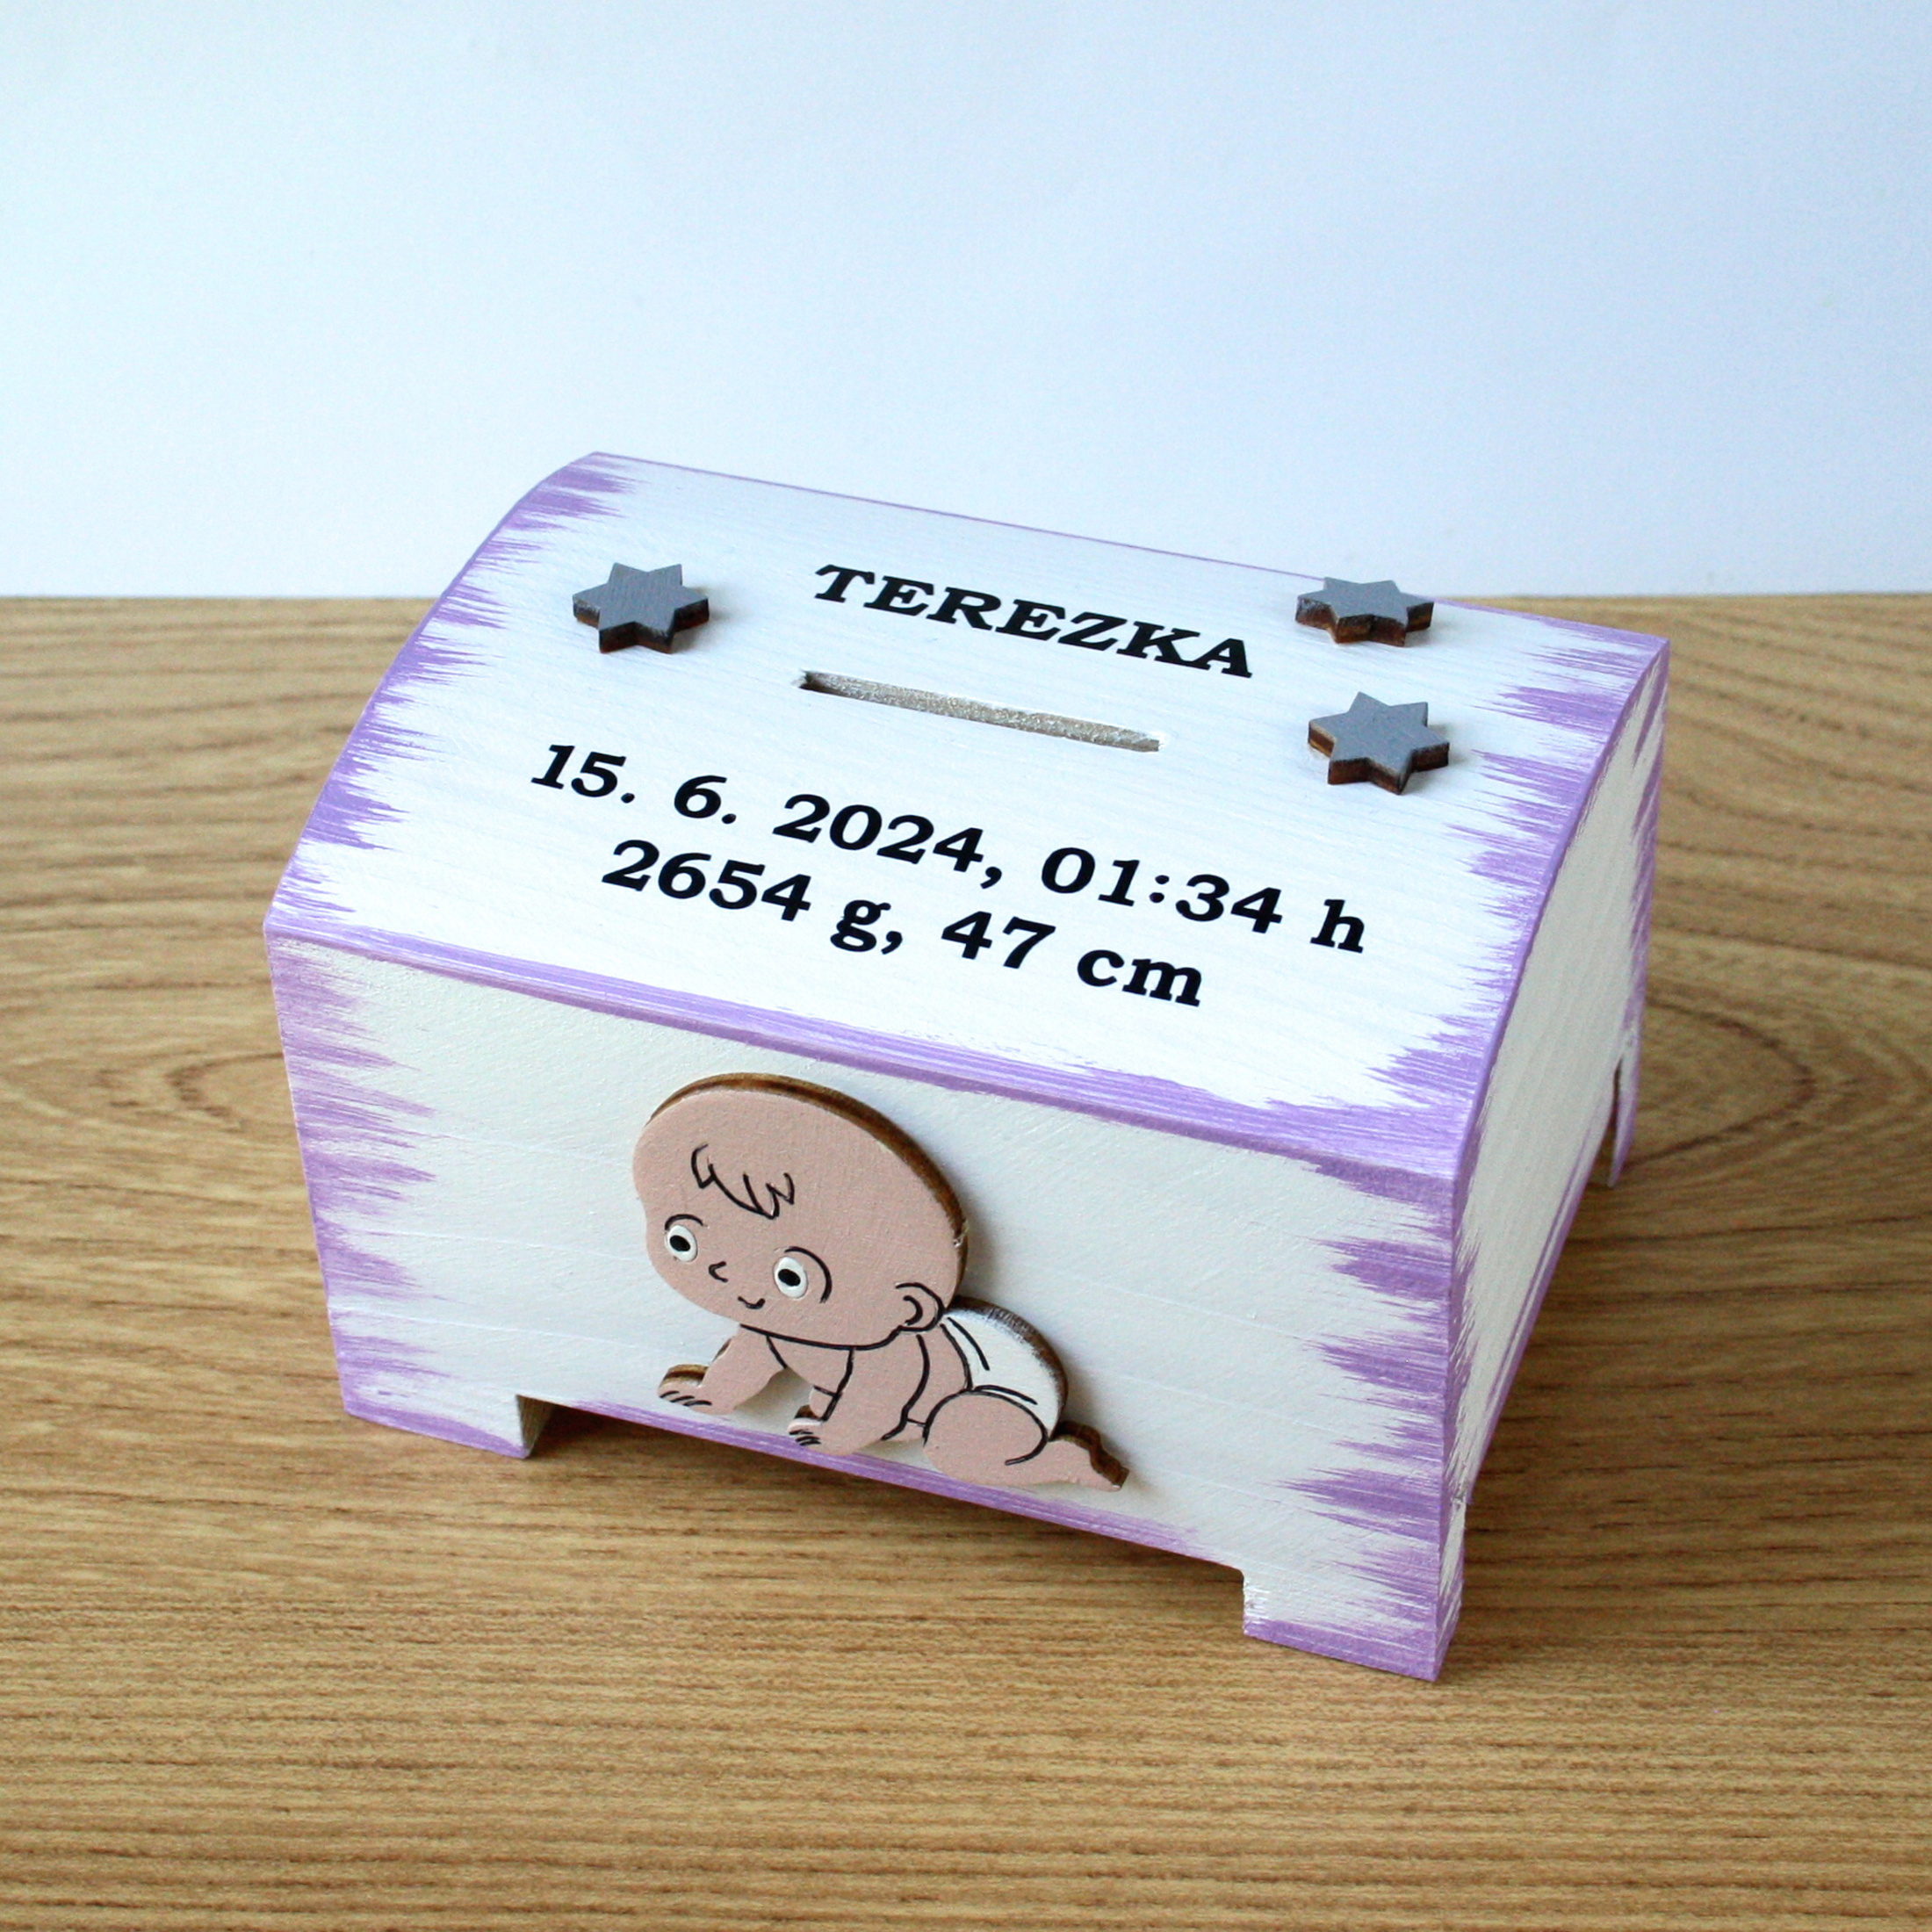 TEREZKA
15. 6. 2024, 01:34 h
2654 g, 47 cm